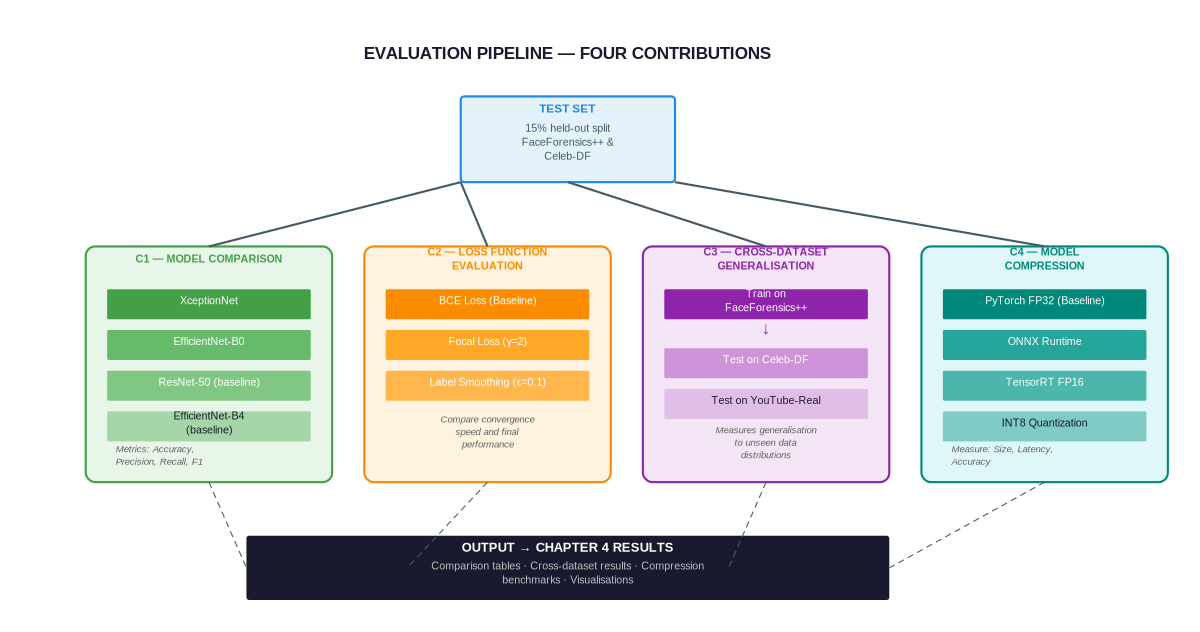 EVALUATION PIPELINE — FOUR CONTRIBUTIONS
TEST SET
15% held-out split
FaceForensics++ &
Celeb-DF
C1 — MODEL COMPARISON
XceptionNet
EfficientNet-B0
ResNet-50 (baseline)
EfficientNet-B4
(baseline)
Metrics: Accuracy,
Precision, Recall, F1
C2 — LOSS FUNCTION
EVALUATION
BCE Loss (Baseline)
Focal Loss (γ=2)
Label Smoothing (ε=0.1)
Compare convergence
speed and final
performance
C3 — CROSS-DATASET
GENERALISATION
Train on
FaceForensics++
↓
Test on Celeb-DF
Test on YouTube-Real
Measures generalisation
to unseen data
distributions
C4 — MODEL
COMPRESSION
PyTorch FP32 (Baseline)
ONNX Runtime
TensorRT FP16
INT8 Quantization
Measure: Size, Latency,
Accuracy
OUTPUT → CHAPTER 4 RESULTS
Comparison tables · Cross-dataset results · Compression
benchmarks · Visualisations